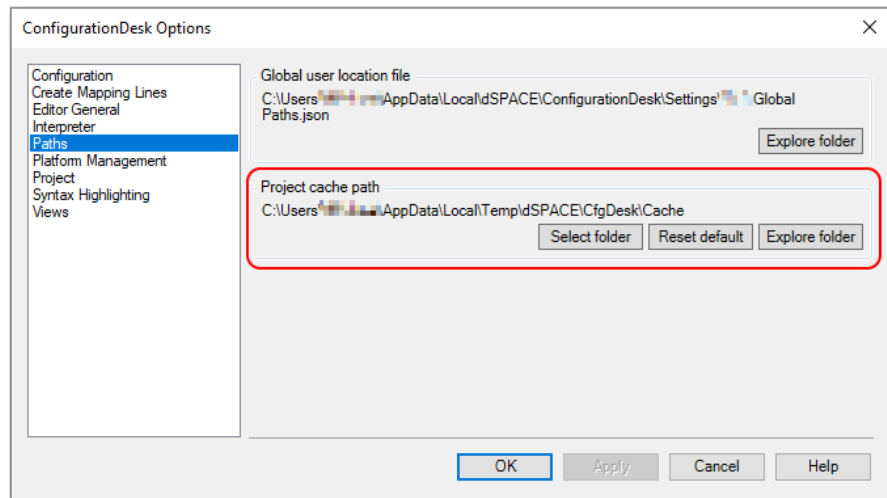 ConfigurationDesk Options
Configuration
Create Mapping Lines
Editor General
Interpreter
Paths
Platform Management
Project
Syntax Highlighting
Views
Global user location file
C:\Users\AppData\Local\dSPACE\ConfigurationDesk\Settings\Global
Paths.json
Explore folder
Project cache path
C:\Users\AppData\Local\Temp\dSPACE\CfgDesk\Cache
Select folder Reset default Explore folder
OK Apply Cancel Help